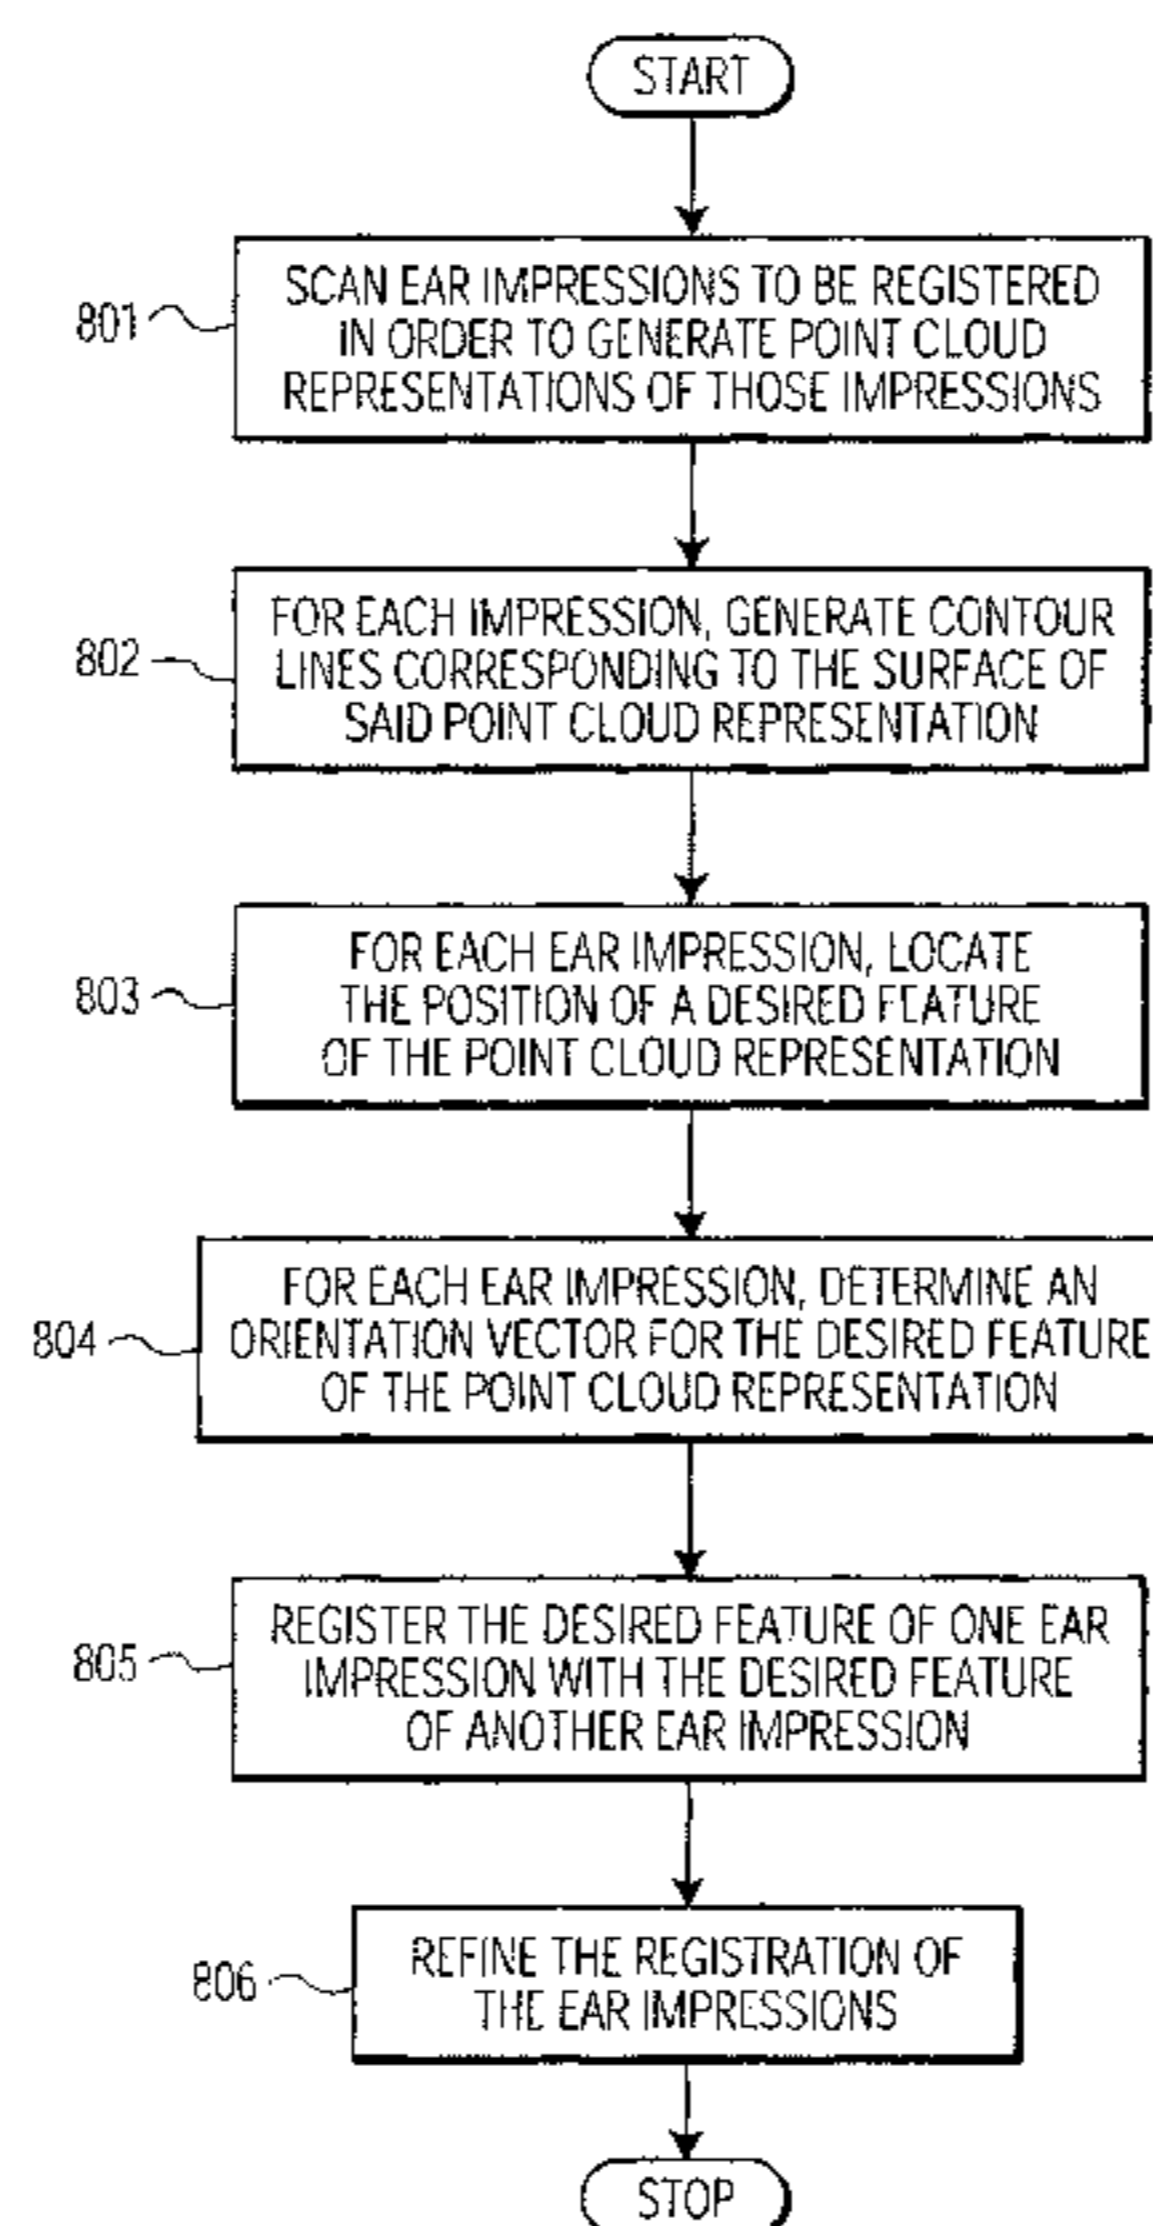 START
801
SCAN EAR IMPRESSIONS TO BE REGISTERED
IN ORDER TO GENERATE POINT CLOUD
REPRESENTATIONS OF THOSE IMPRESSIONS
802
FOR EACH IMPRESSION, GENERATE CONTOUR
LINES CORRESPONDING TO THE SURFACE OF
SAID POINT CLOUD REPRESENTATION
803
FOR EACH EAR IMPRESSION, LOCATE
THE POSITION OF A DESIRED FEATURE
OF THE POINT CLOUD REPRESENTATION
804
FOR EACH EAR IMPRESSION, DETERMINE AN
ORIENTATION VECTOR FOR THE DESIRED FEATURE
OF THE POINT CLOUD REPRESENTATION
805
REGISTER THE DESIRED FEATURE OF ONE EAR
IMPRESSION WITH THE DESIRED FEATURE
OF ANOTHER EAR IMPRESSION
806
REFINE THE REGISTRATION OF
THE EAR IMPRESSIONS
STOP